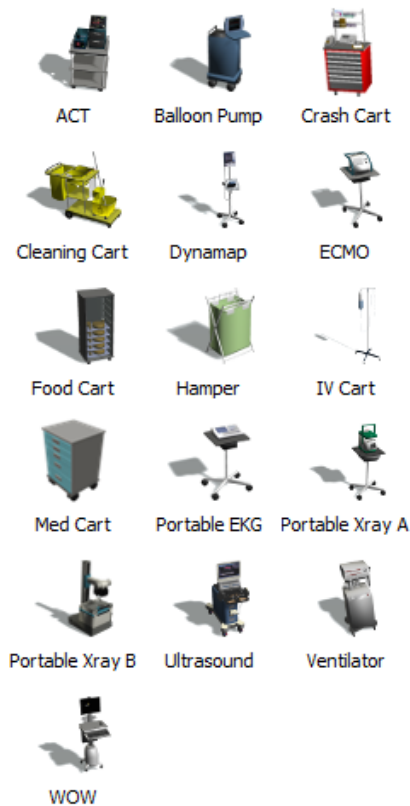 ACT
Balloon Pump
Crash Cart
Cleaning Cart
Dynamap
ECMO
Food Cart
Hamper
IV Cart
Med Cart
Portable EKG
Portable Xray A
Portable Xray B
Ultrasound
Ventilator
WOW